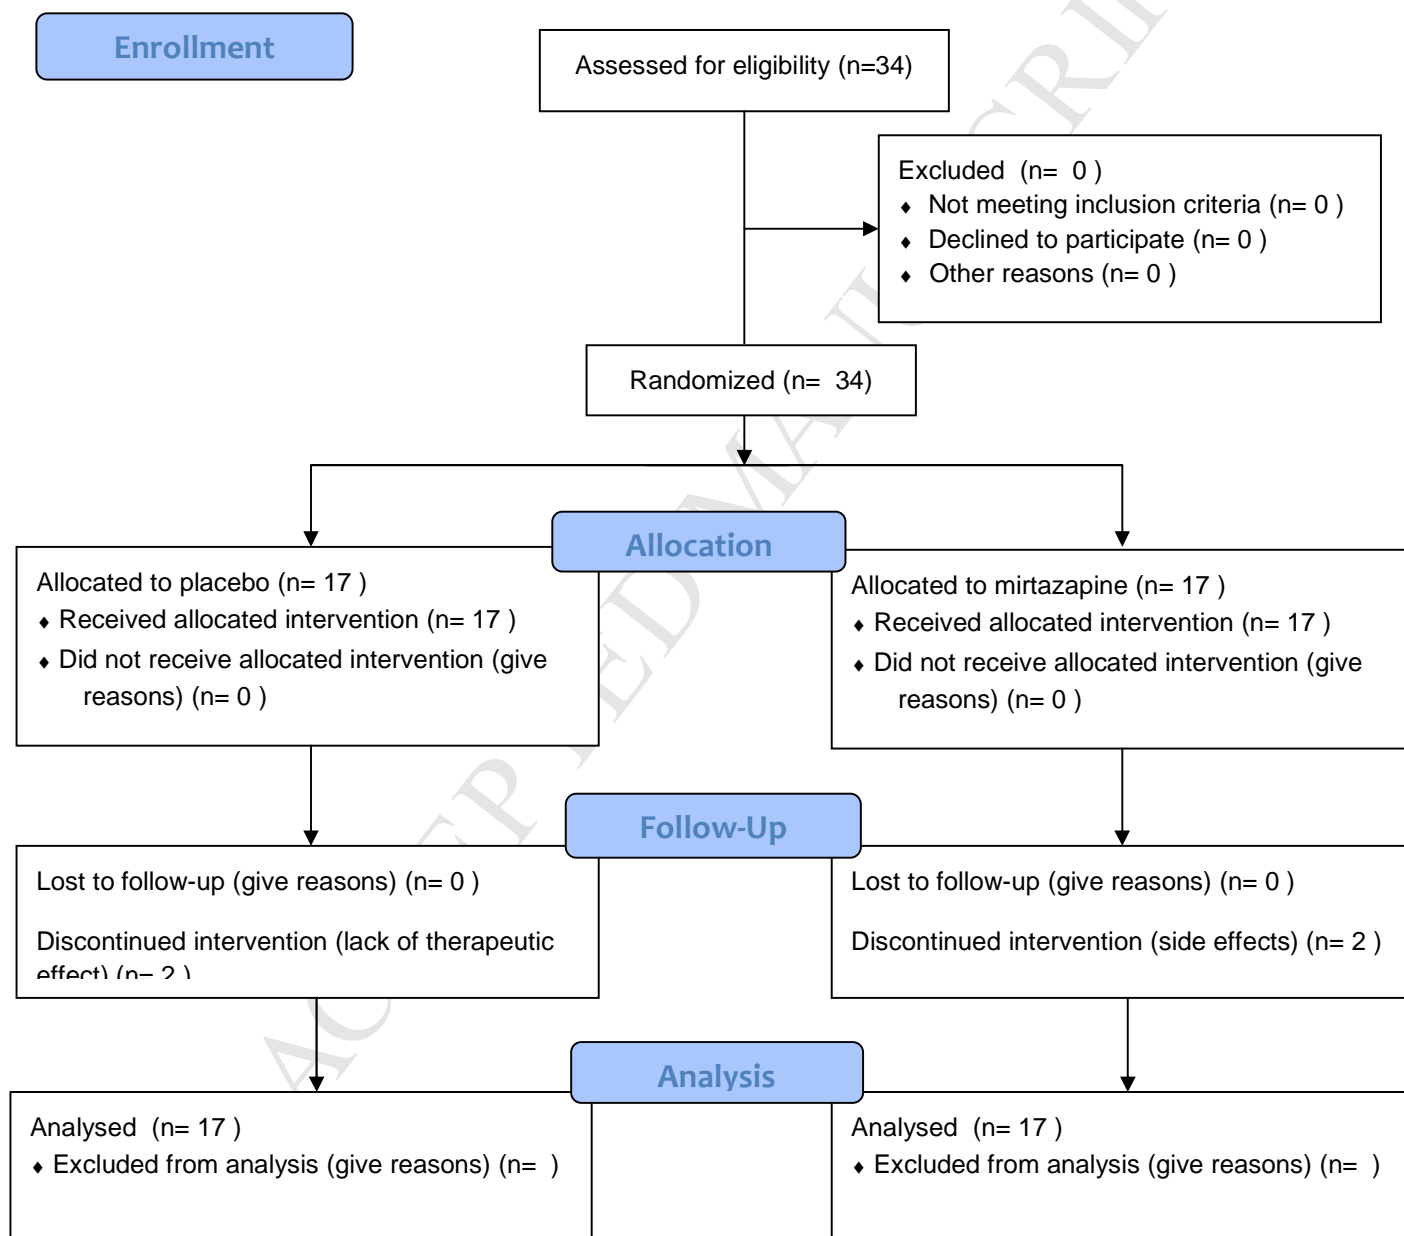 Enrollment
Assessed for eligibility (n=34)
Excluded (n= 0 )
♦ Not meeting inclusion criteria (n= 0 )
♦ Declined to participate (n= 0 )
♦ Other reasons (n= 0 )
Randomized (n= 34)
Allocation
Allocated to placebo (n= 17 )
♦ Received allocated intervention (n= 17 )
♦ Did not receive allocated intervention (give
reasons) (n= 0 )
Allocated to mirtazapine (n= 17 )
♦ Received allocated intervention (n= 17 )
♦ Did not receive allocated intervention (give
reasons) (n= 0 )
Follow-Up
Lost to follow-up (give reasons) (n= 0 )
Discontinued intervention (lack of therapeutic
effect) (n= 2 )
Lost to follow-up (give reasons) (n= 0 )
Discontinued intervention (side effects) (n= 2 )
Analysis
Analysed (n= 17 )
♦ Excluded from analysis (give reasons) (n= )
Analysed (n= 17 )
♦ Excluded from analysis (give reasons) (n= )